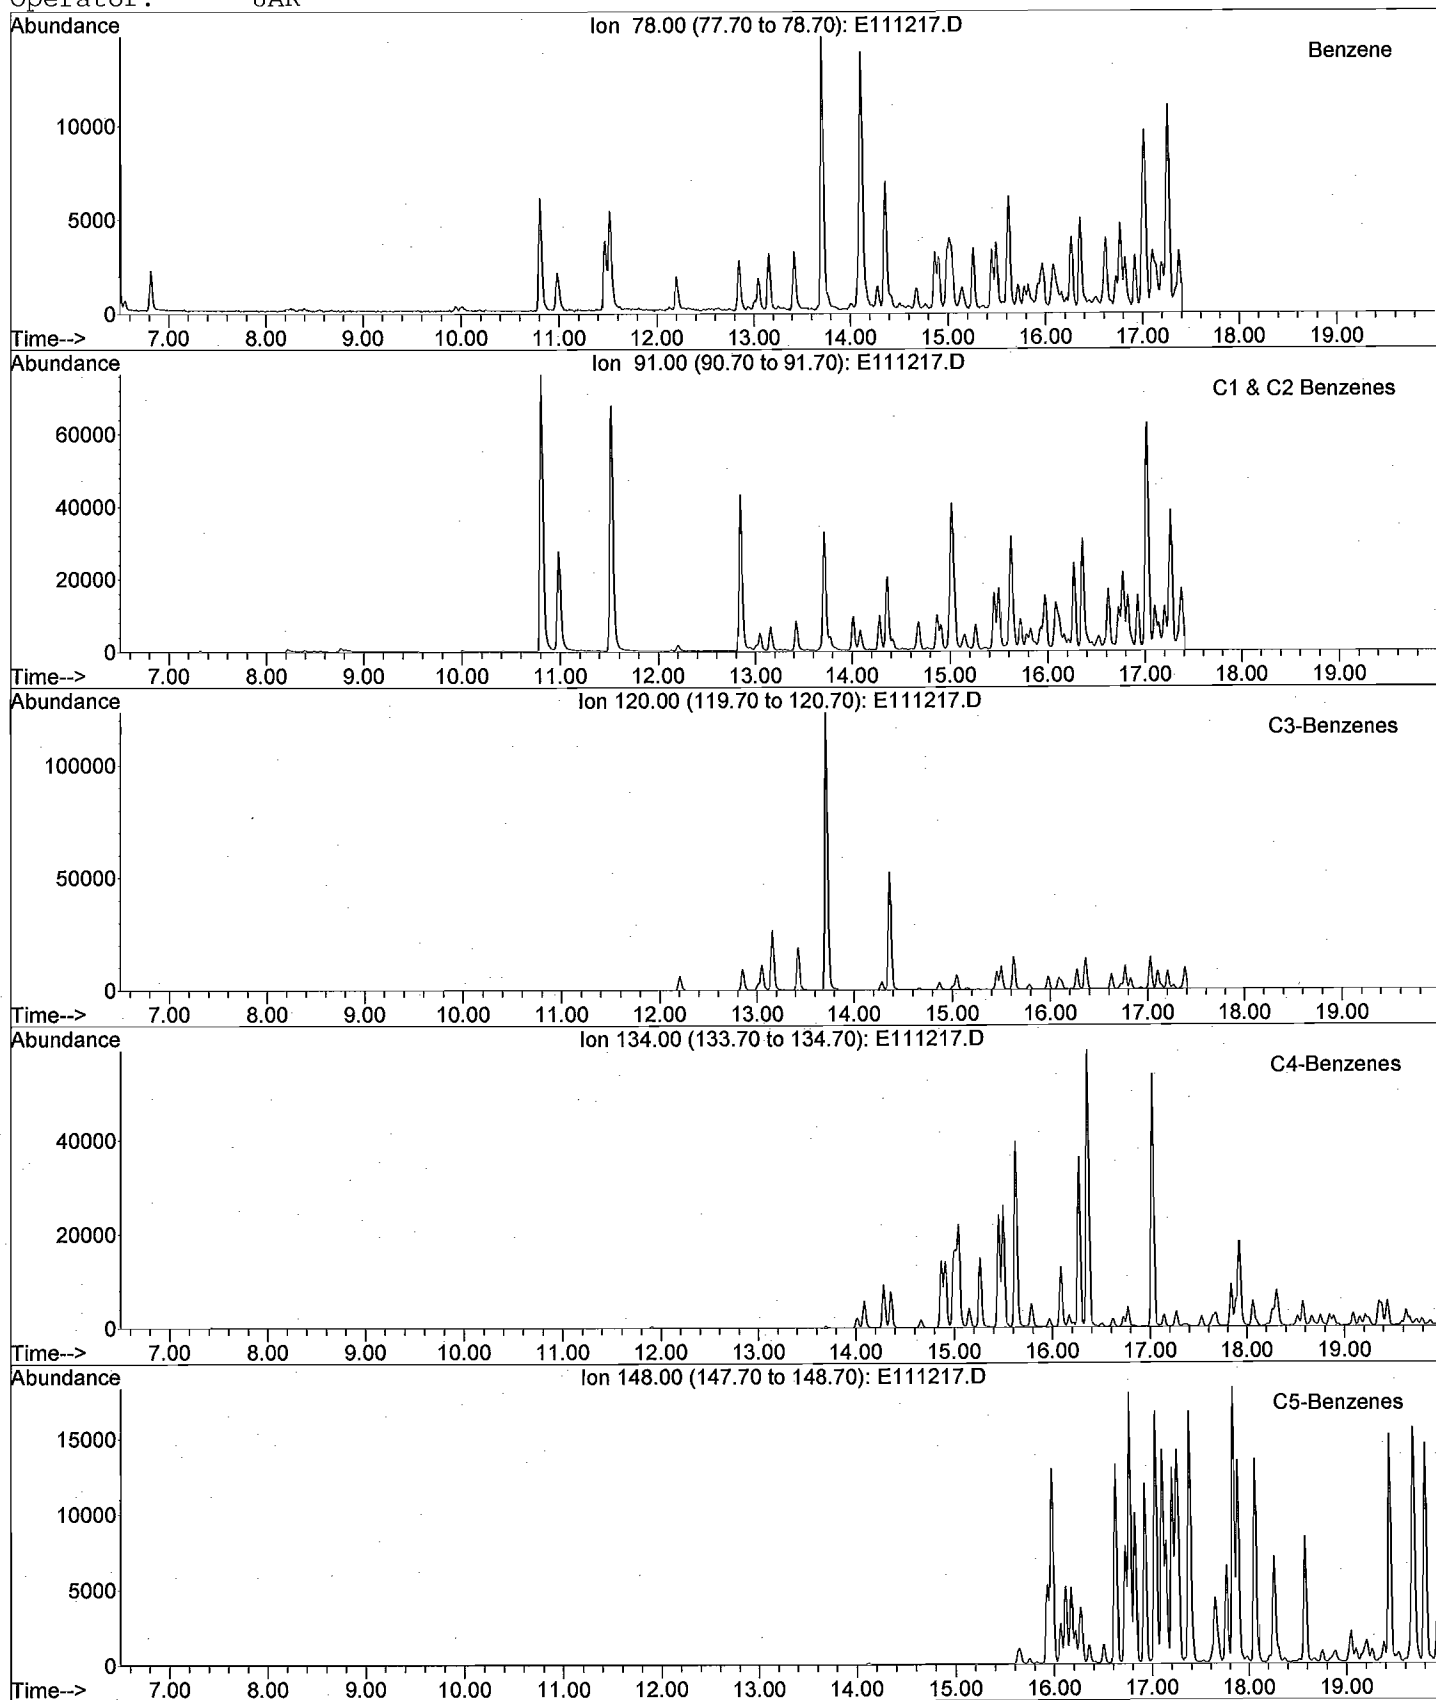 Operator:
Abundance Ion 78.00 (77.70 to 78.70): E111217.D
Benzene
10000
5000
0
Time--> 7.00 8.00 9.00 10.00 11.00 12.00 13.00 14.00 15.00 16.00 17.00 18.00 19.00
Abundance Ion 91.00 (90.70 to 91.70): E111217.D
C1 & C2 Benzenes
60000
40000
20000
0
Time--> 7.00 8.00 9.00 10.00 11.00 12.00 13.00 14.00 15.00 16.00 17.00 18.00 19.00
Abundance Ion 120.00 (119.70 to 120.70): E111217.D
C3-Benzenes
100000
50000
0
Time--> 7.00 8.00 9.00 10.00 11.00 12.00 13.00 14.00 15.00 16.00 17.00 18.00 19.00
Abundance Ion 134.00 (133.70 to 134.70): E111217.D
C4-Benzenes
40000
20000
0
Time--> 7.00 8.00 9.00 10.00 11.00 12.00 13.00 14.00 15.00 16.00 17.00 18.00 19.00
Abundance Ion 148.00 (147.70 to 148.70): E111217.D
C5-Benzenes
15000
10000
5000
0
Time--> 7.00 8.00 9.00 10.00 11.00 12.00 13.00 14.00 15.00 16.00 17.00 18.00 19.00